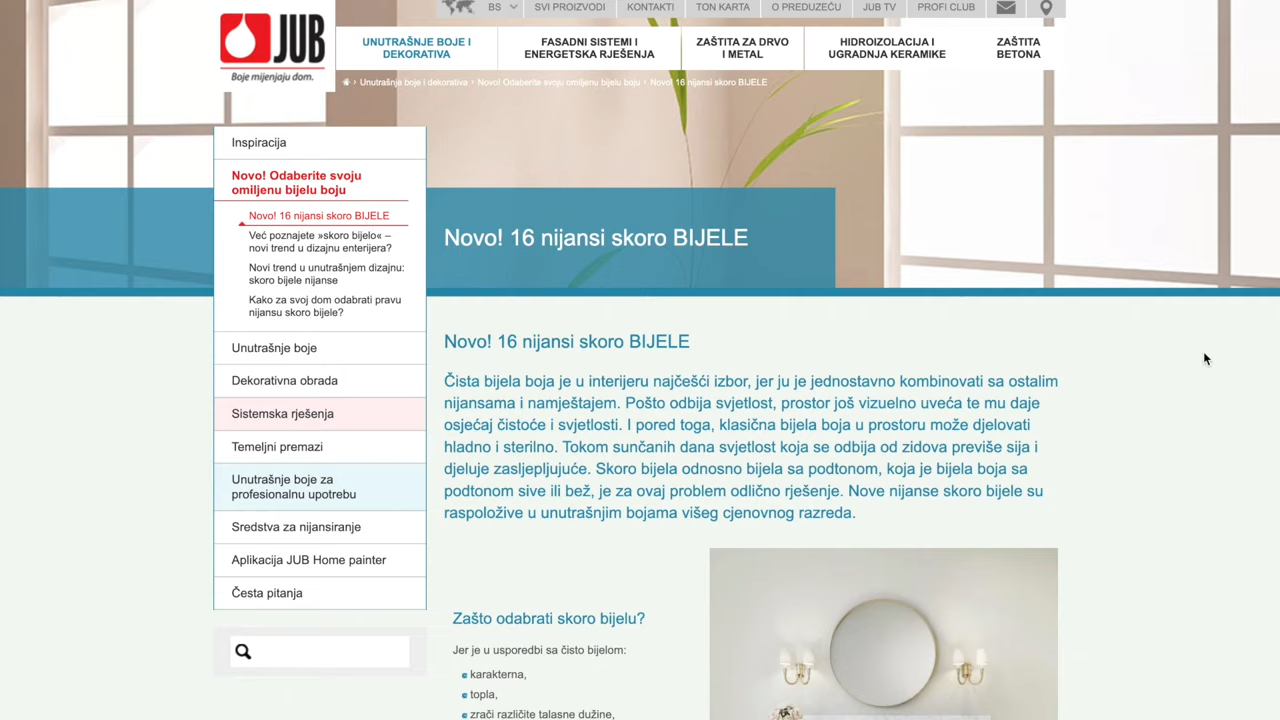 BS
SVI PROIZVODI
KONTAKTI
TON KARTA
O PREDUZEĆU
JUB TV
PROFI CLUB
JUB
Boje mijenjaju dom.
UNUTRAŠNJE BOJE I
DEKORATIVA
FASADNI SISTEMI I
ENERGETSKA RJEŠENJA
ZAŠTITA ZA DRVO
I METAL
HIDROIZOLACIJA I
UGRADNJA KERAMIKE
ZAŠTITA
BETONA
› Unutrašnje boje i dekorativa › Novo! Odaberite svoju omiljenu bijelu boju › Novo! 16 nijansi skoro BIJELE
Inspiracija
Novo! Odaberite svoju
omiljenu bijelu boju
Novo! 16 nijansi skoro BIJELE
Već poznajete »skoro bijelo« –
novi trend u dizajnu enterijera?
Novi trend u unutrašnjem dizajnu:
skoro bijele nijanse
Kako za svoj dom odabrati pravu
nijansu skoro bijele?
Unutrašnje boje
Dekorativna obrada
Sistemska rješenja
Temeljni premazi
Unutrašnje boje za
profesionalnu upotrebu
Sredstva za nijansiranje
Aplikacija JUB Home painter
Česta pitanja
Novo! 16 nijansi skoro BIJELE
Novo! 16 nijansi skoro BIJELE
Čista bijela boja je u interijeru najčešći izbor, jer ju je jednostavno kombinovati sa ostalim
nijansama i namještajem. Pošto odbija svjetlost, prostor još vizuelno uveća te mu daje
osjećaj čistoće i svjetlosti. I pored toga, klasična bijela boja u prostoru može djelovati
hladno i sterilno. Tokom sunčanih dana svjetlost koja se odbija od zidova previše sija i
djeluje zasljepljujuće. Skoro bijela odnosno bijela sa podtonom, koja je bijela boja sa
podtonom sive ili bež, je za ovaj problem odlično rješenje. Nove nijanse skoro bijele su
raspoložive u unutrašnjim bojama višeg cjenovnog razreda.
Zašto odabrati skoro bijelu?
Jer je u usporedbi sa čisto bijelom:
karakterna,
topla,
zrači različite talasne dužine,